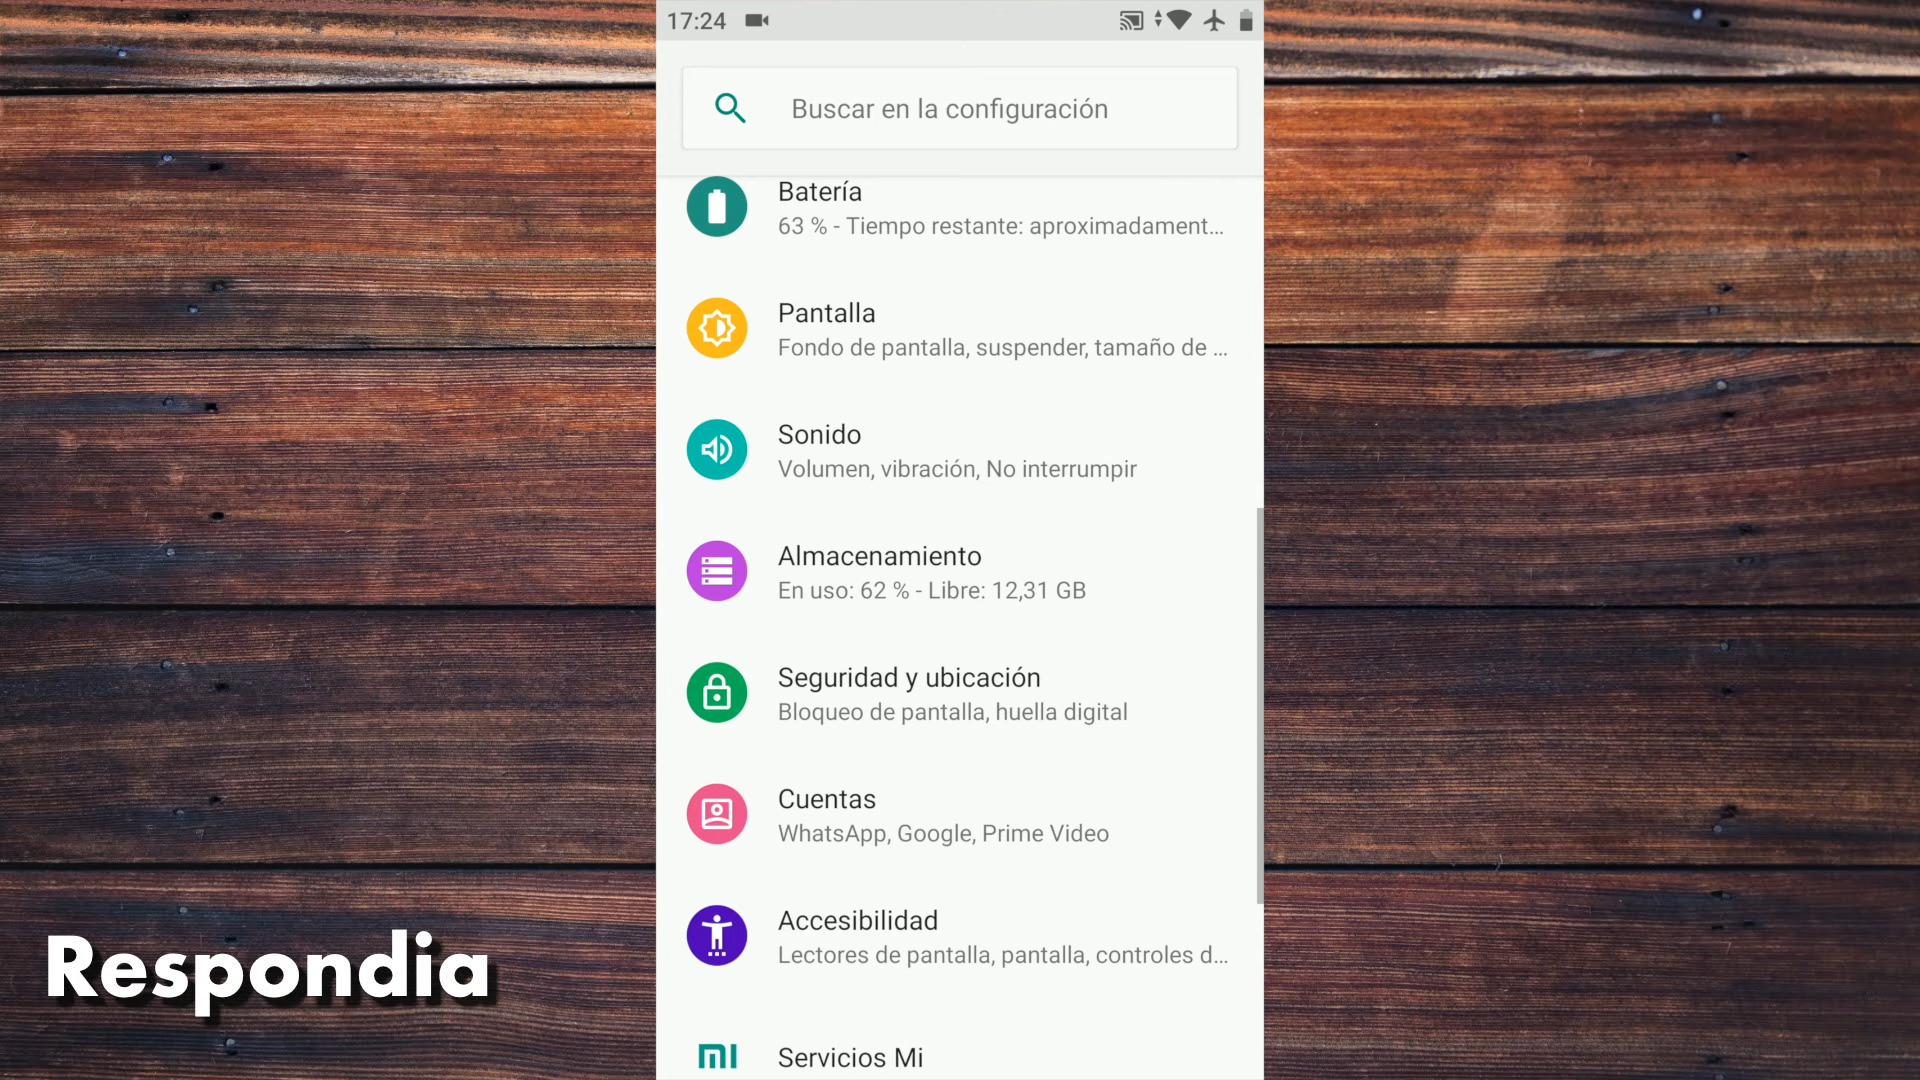 17:24
Buscar en la configuración
Batería
63 % - Tiempo restante: aproximadament...
Pantalla
Fondo de pantalla, suspender, tamaño de ...
Sonido
Volumen, vibración, No interrumpir
Almacenamiento
En uso: 62 % - Libre: 12,31 GB
Seguridad y ubicación
Bloqueo de pantalla, huella digital
Cuentas
WhatsApp, Google, Prime Video
Accesibilidad
Lectores de pantalla, pantalla, controles d...
Servicios Mi
Respondia